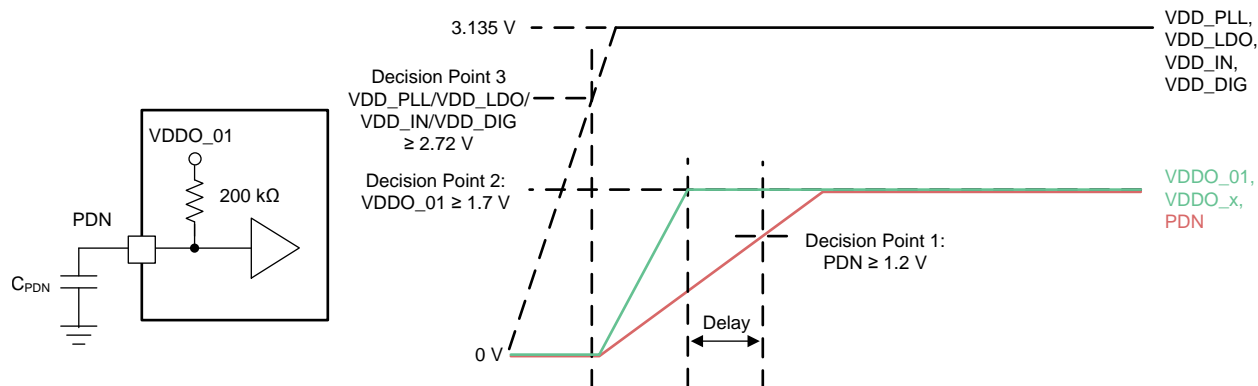 VDDO_01
200 kΩ
PDN
CPDN
3.135 V
Decision Point 3
VDD_PLL/VDD_LDO/
VDD_IN/VDD_DIG
≥ 2.72 V
Decision Point 2:
VDDO_01 ≥ 1.7 V
0 V
Decision Point 1:
PDN ≥ 1.2 V
Delay
VDD_PLL,
VDD_LDO,
VDD_IN,
VDD_DIG
VDDO_01,
VDDO_x,
PDN